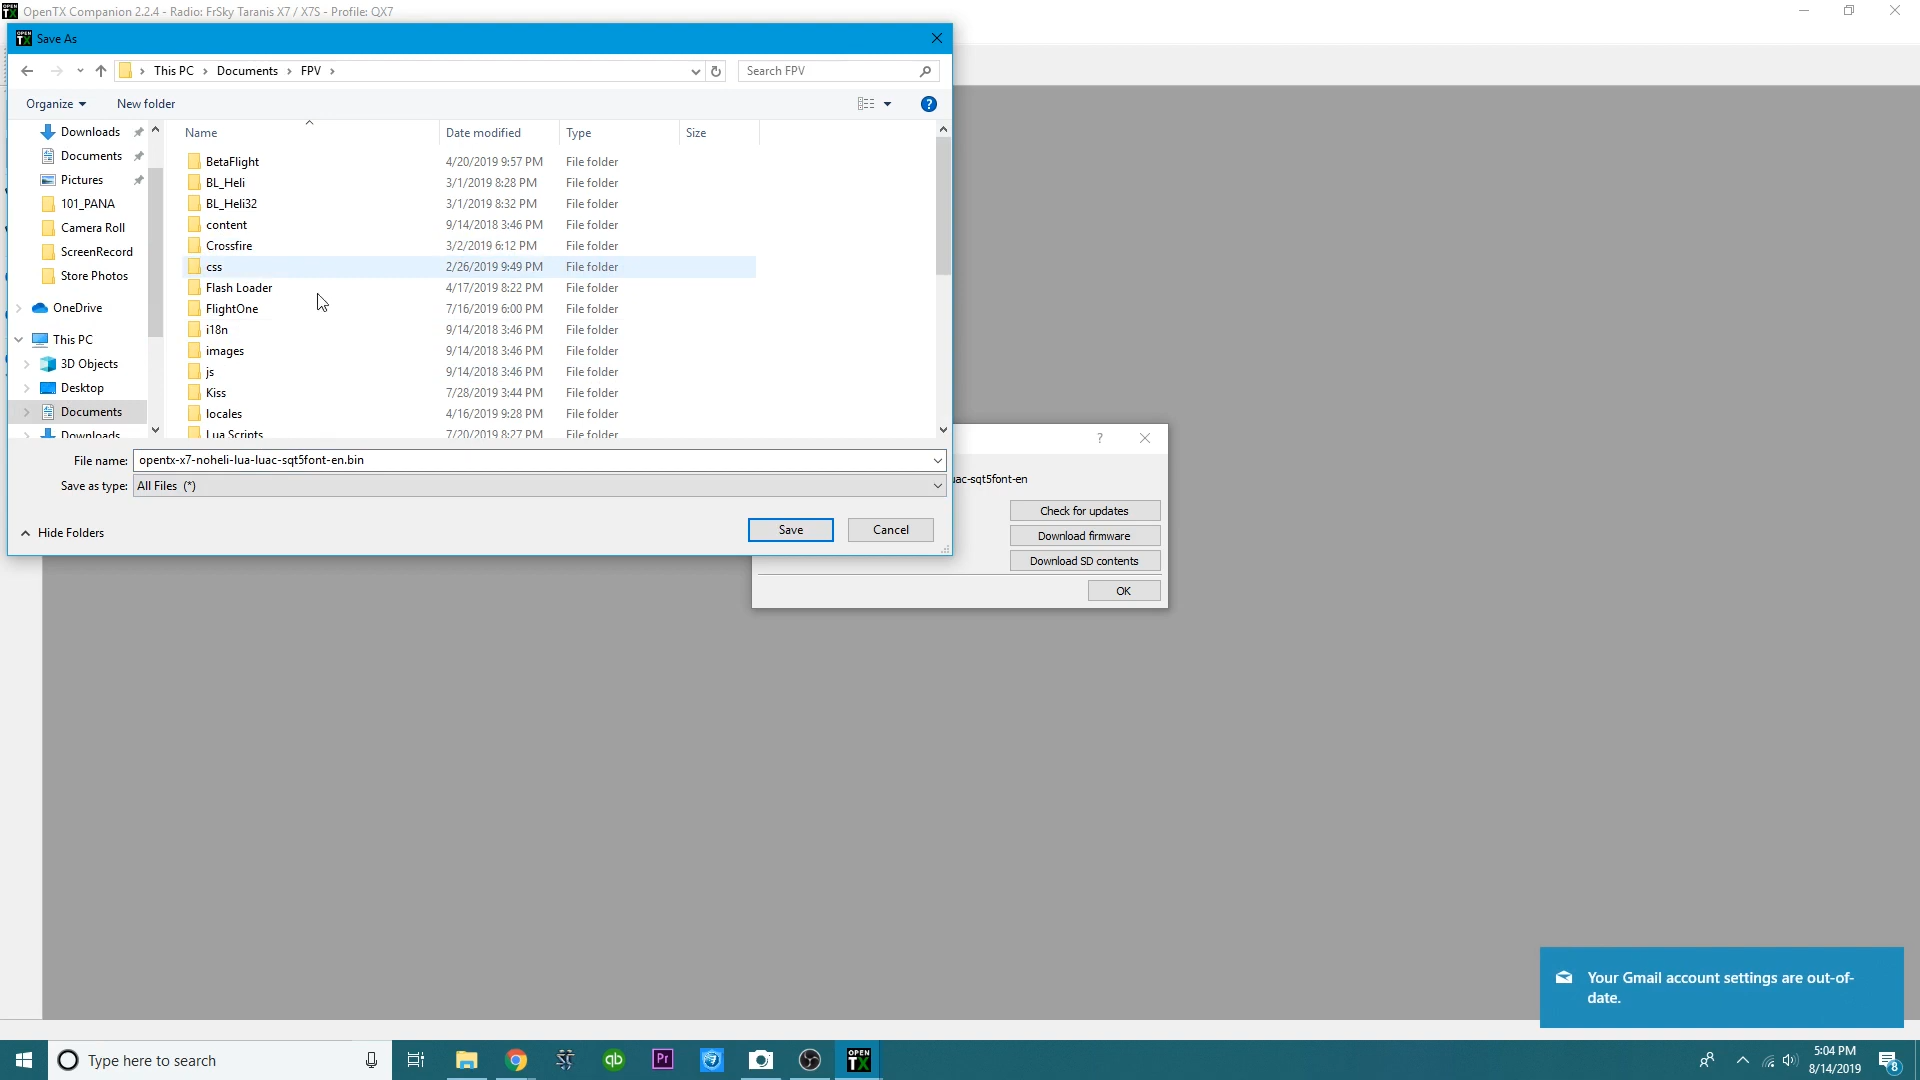 OpenTX Companion 2.2.4 - Radio: FrSky Taranis X7 / X7S - Profile: QX7
OPEN TX Save As
This PC > Documents > FPV >
Search FPV
Organize
New folder
?
Downloads
Documents
Pictures
101_PANA
Camera Roll
ScreenRecord
Store Photos
OneDrive
This PC
3D Objects
Desktop
Documents
Downloads
Name Date modified Type Size
BetaFlight 4/20/2019 9:57 PM File folder
BL_Heli 3/1/2019 8:28 PM File folder
BL_Heli32 3/1/2019 8:32 PM File folder
content 9/14/2018 3:46 PM File folder
Crossfire 3/2/2019 6:12 PM File folder
css 2/26/2019 9:49 PM File folder
Flash Loader 4/17/2019 8:22 PM File folder
FlightOne 7/16/2019 6:00 PM File folder
i18n 9/14/2018 3:46 PM File folder
images 9/14/2018 3:46 PM File folder
js 9/14/2018 3:46 PM File folder
Kiss 7/28/2019 3:44 PM File folder
locales 4/16/2019 9:28 PM File folder
Lua Scripts 7/20/2019 8:27 PM File folder
File name: opentx-x7-noheli-lua-luac-sqt5font-en.bin
Save as type: All Files (*)
Hide Folders
Save
Cancel
?
uac-sqt5font-en
Check for updates
Download firmware
Download SD contents
OK
Your Gmail account settings are out-of-
date.
Type here to search
qb
Pr
OPEN TX
5:04 PM
8/14/2019
8